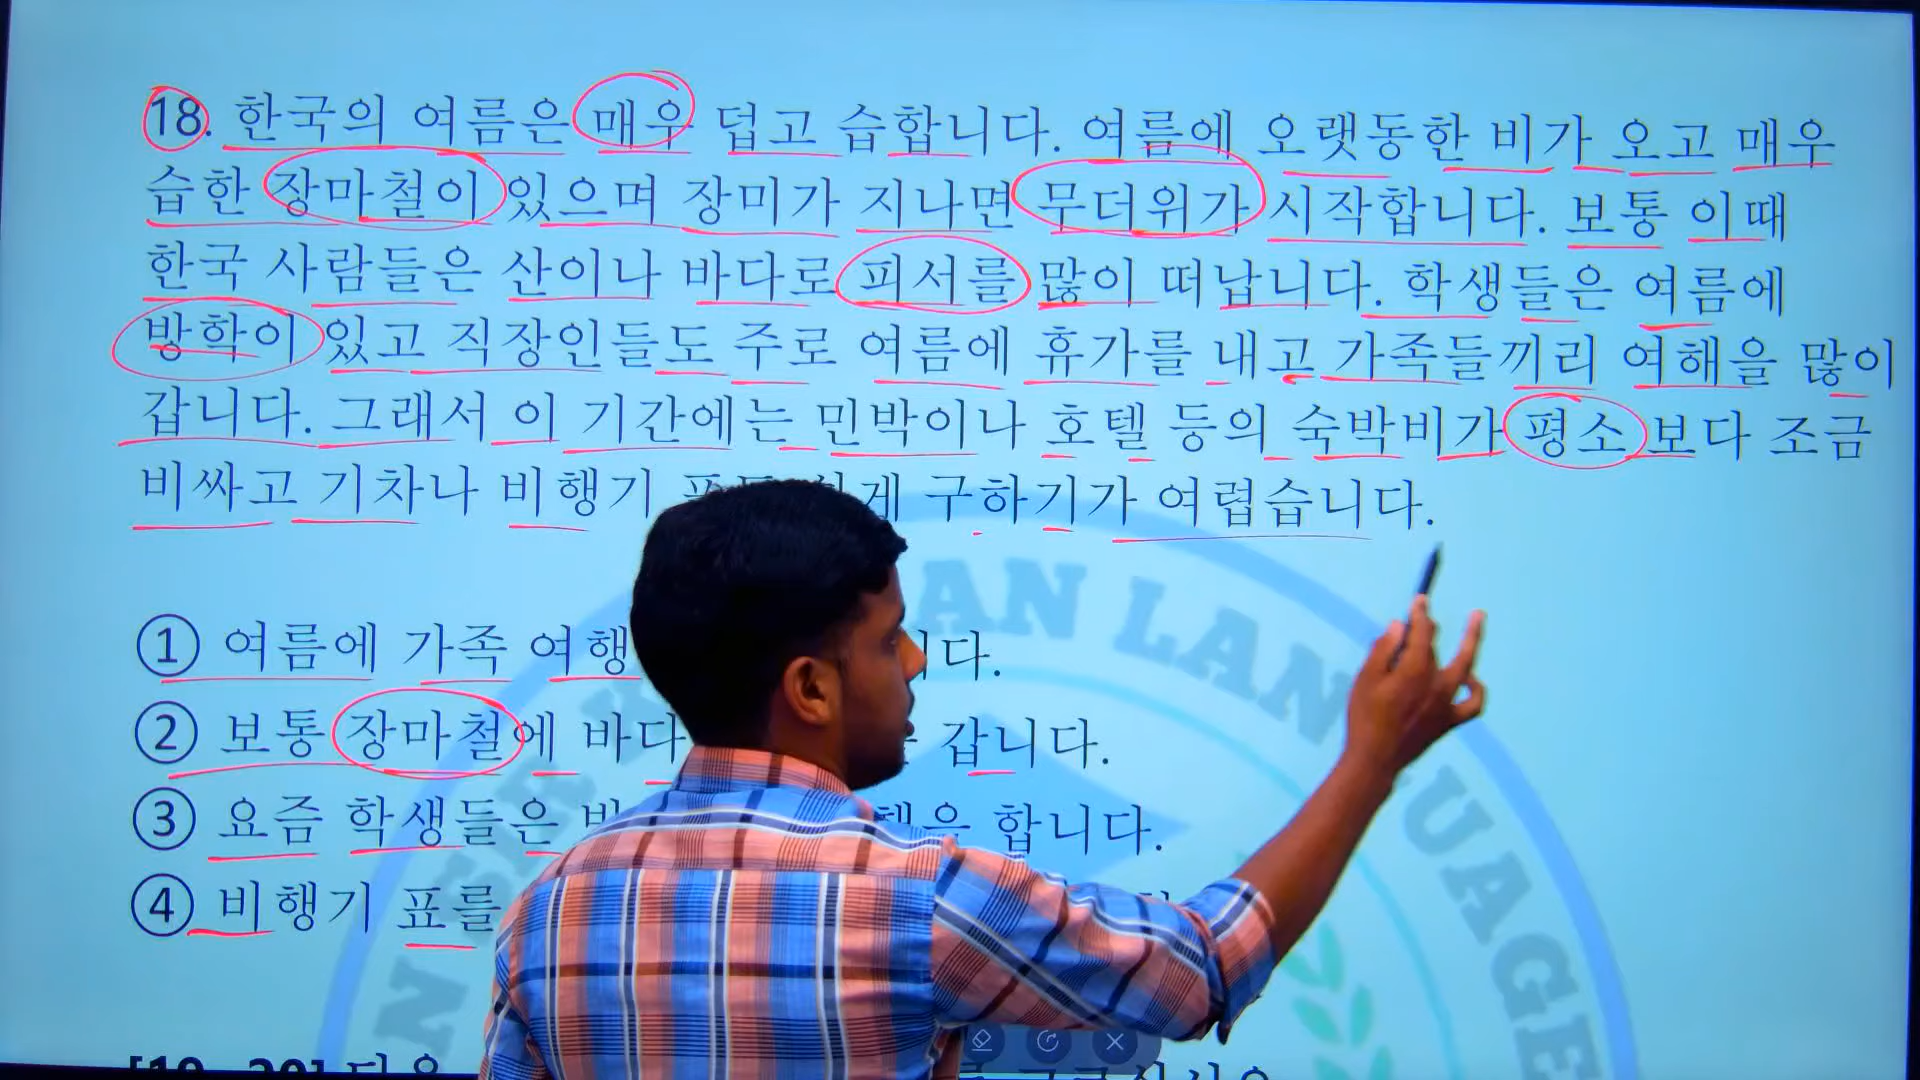 18. 한국의 여름은 매우 덥고 습합니다. 여름에 오랫동한 비가 오고 매우
습한 장마철이 있으며 장미가 지나면 무더위가 시작합니다. 보통 이때
한국 사람들은 산이나 바다로 피서를 많이 떠납니다. 학생들은 여름에
방학이 있고 직장인들도 주로 여름에 휴가를 내고 가족들끼리 여해을 많이
갑니다. 그래서 이 기간에는 민박이나 호텔 등의 숙박비가 평소보다 조금
비싸고 기차나 비행기 구하기가 여렵습니다.
① 여름에 가족 여행
② 보통 장마철에 바다 갑니다.
③ 요즘 학생들은 합니다.
④ 비행기 표를
LANGUAGE